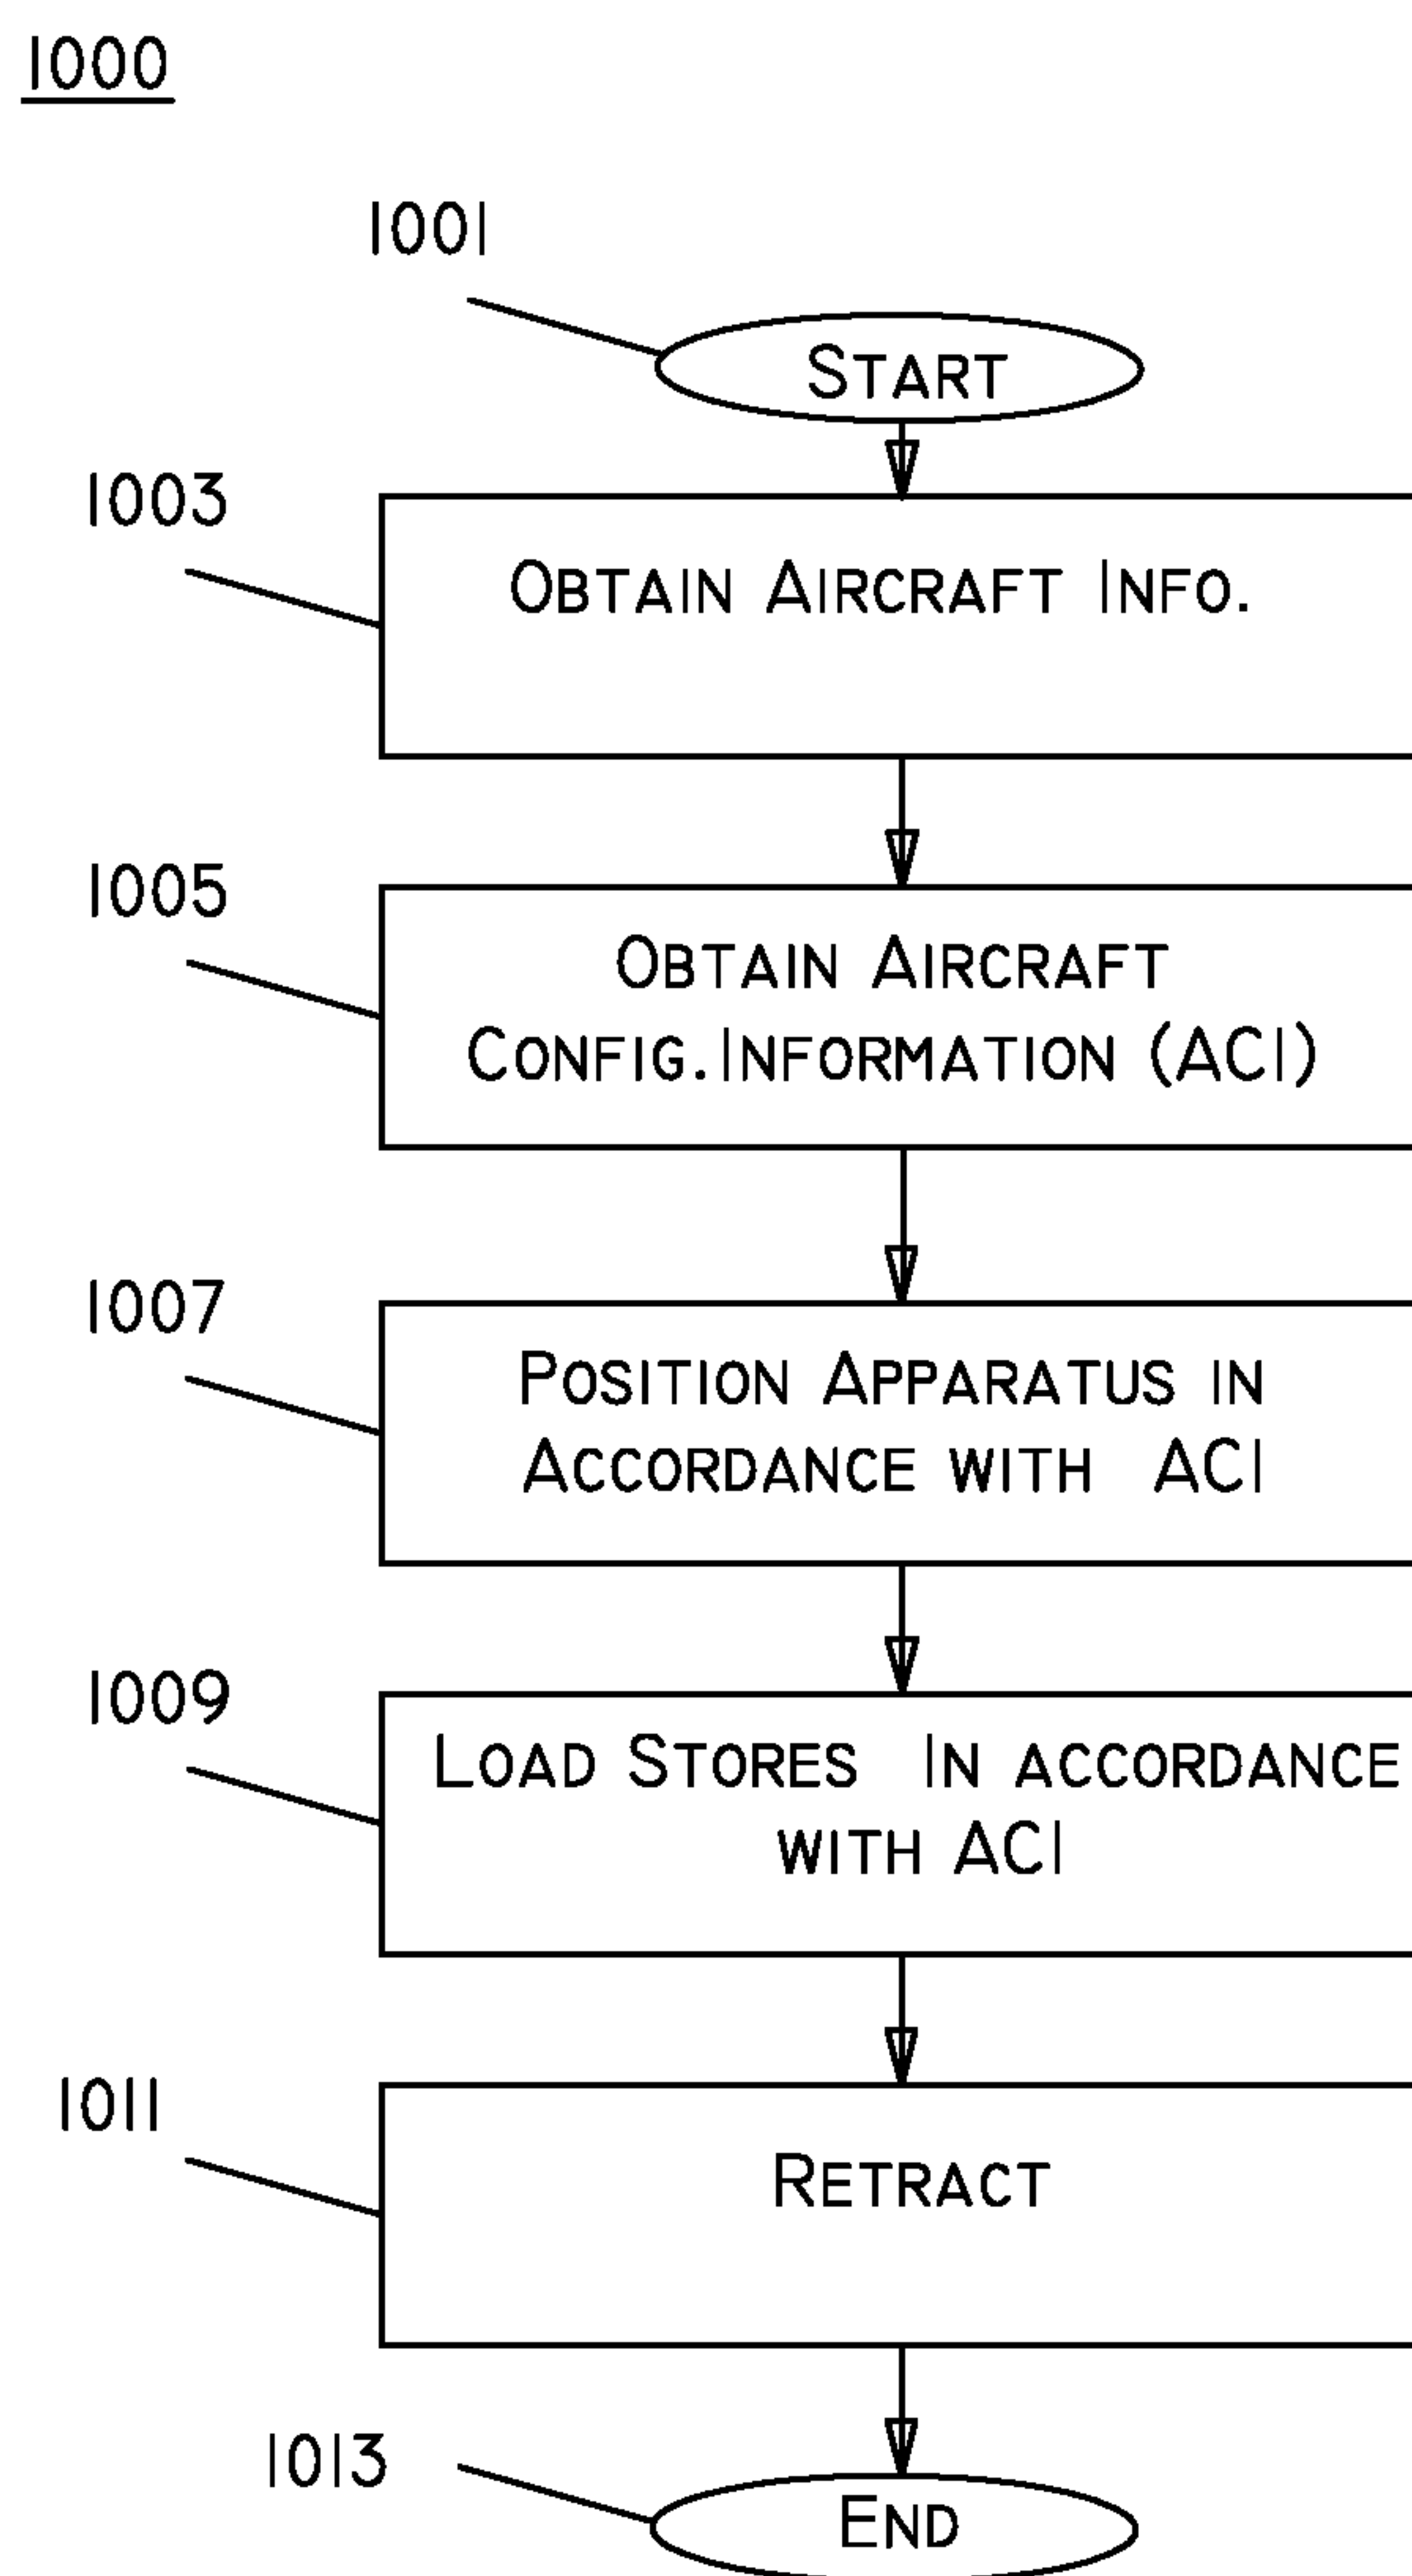 1000
1001
START
1003
OBTAIN AIRCRAFT INFO.
1005
OBTAIN AIRCRAFT
CONFIG. INFORMATION (ACI)
1007
POSITION APPARATUS IN
ACCORDANCE WITH ACI
1009
LOAD STORES IN ACCORDANCE
WITH ACI
1011
RETRACT
1013
END